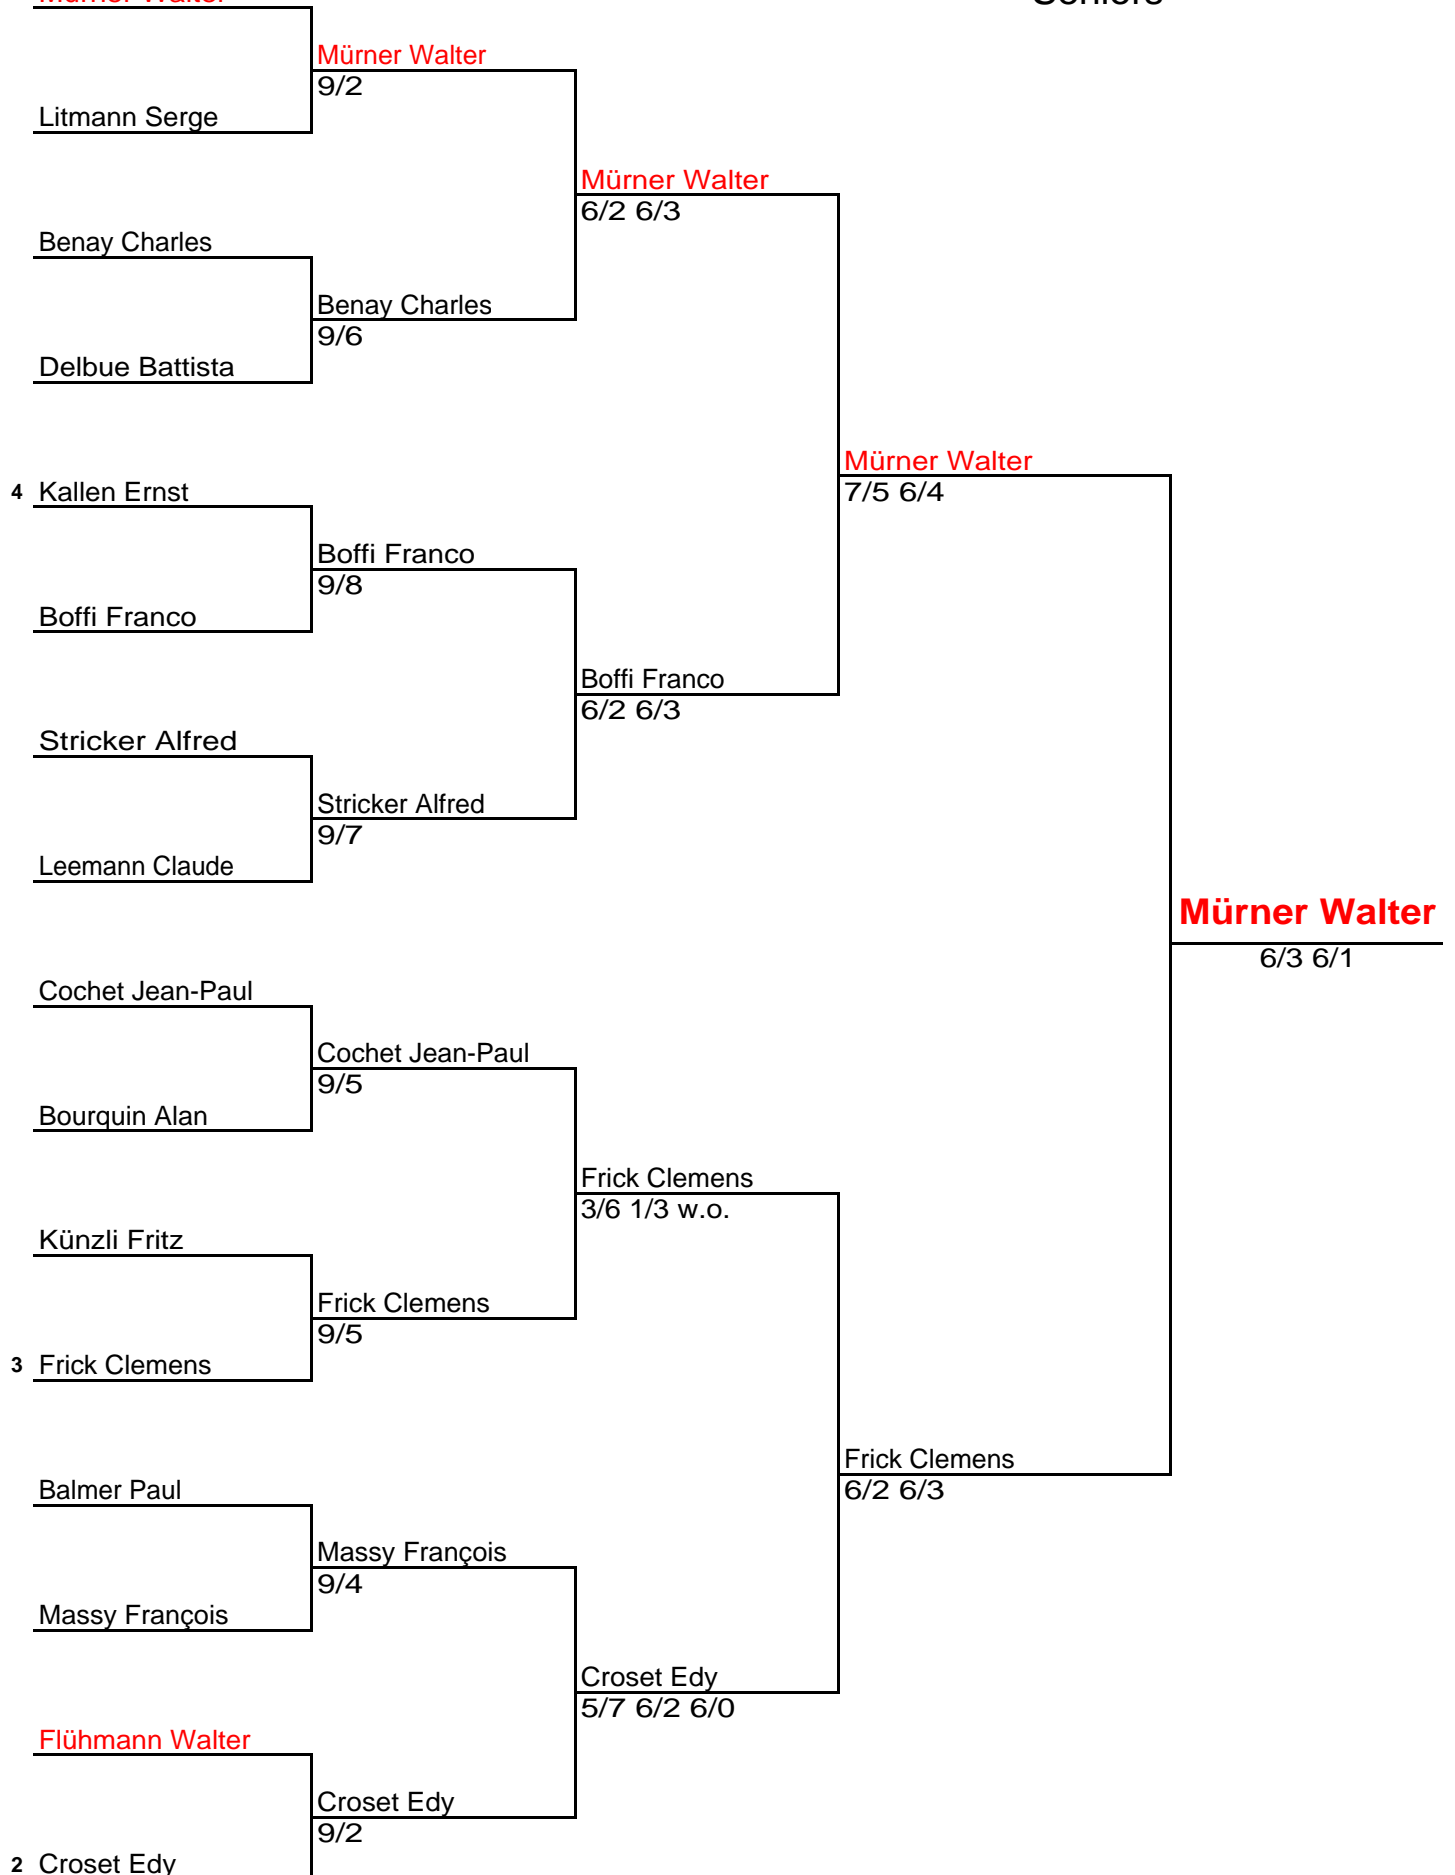 Seniors
Mürner Walter
Mürner Walter
9/2
Litmann Serge
Mürner Walter
6/2 6/3
Benay Charles
Benay Charles
9/6
Delbue Battista
Mürner Walter
7/5 6/4
4 Kallen Ernst
Boffi Franco
9/8
Boffi Franco
Boffi Franco
6/2 6/3
Stricker Alfred
Stricker Alfred
9/7
Leemann Claude
Mürner Walter
6/3 6/1
Cochet Jean-Paul
Cochet Jean-Paul
9/5
Bourquin Alan
Frick Clemens
3/6 1/3 w.o.
Künzli Fritz
Frick Clemens
9/5
3 Frick Clemens
Frick Clemens
6/2 6/3
Balmer Paul
Massy François
9/4
Massy François
Croset Edy
5/7 6/2 6/0
Flühmann Walter
Croset Edy
9/2
2 Croset Edy